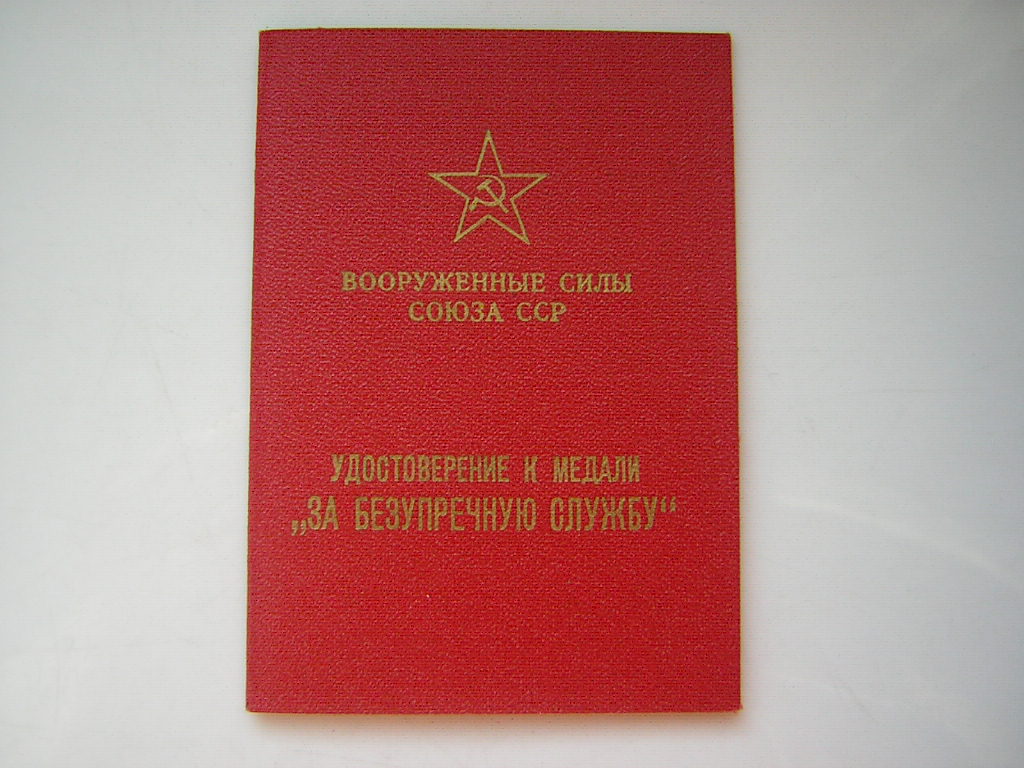 ВООРУЖЕННЫЕ СИЛЫ
СОЮЗА ССР
УДОСТОВЕРЕНИЕ К МЕДАЛИ
„ЗА БЕЗУПРЕЧНУЮ СЛУЖБУ“